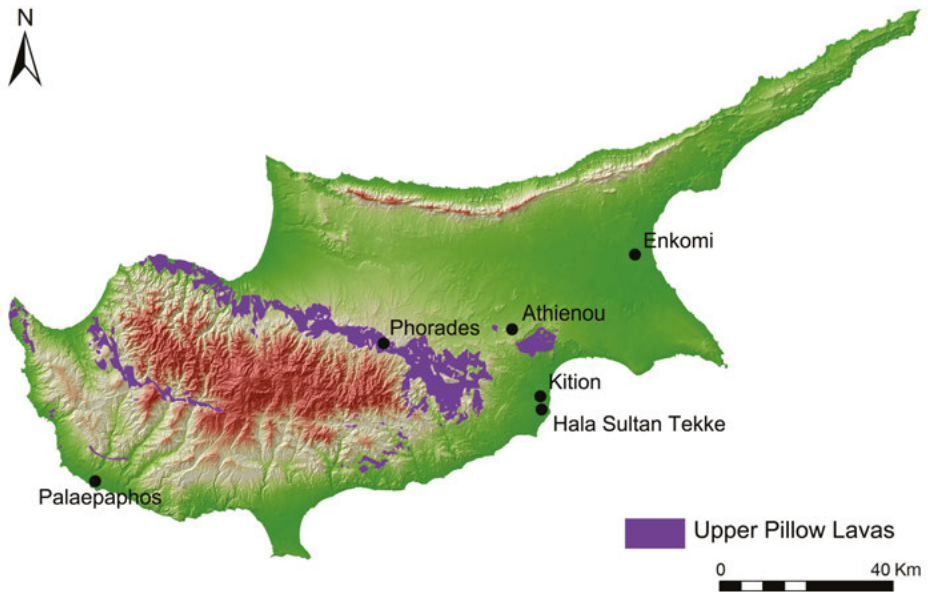 N
Enkomi
Athienou
Phorades
Kition
Hala Sultan Tekke
Palaepaphos
Upper Pillow Lavas
0 40 Km